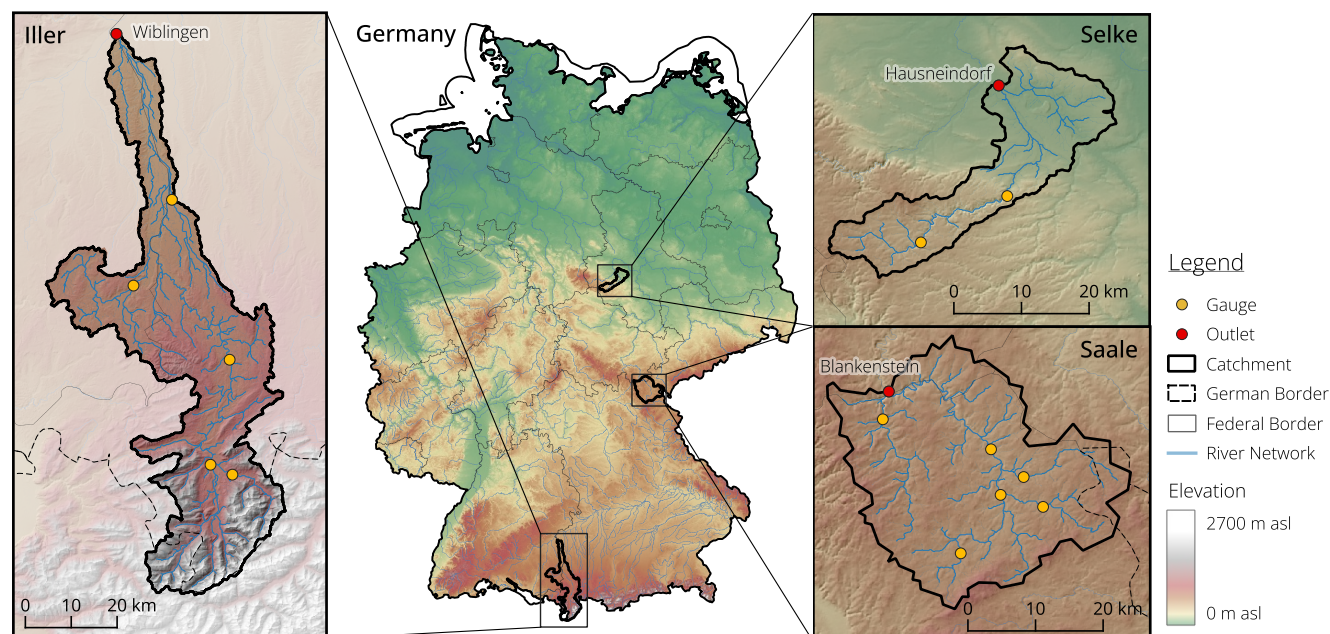 Iller
Wiblingen
0 10 20 km
Germany
Selke
Hausneindorf
0 10 20 km
Saale
Blankenstein
0 10 20 km
Legend
Gauge
Outlet
Catchment
German Border
Federal Border
River Network
Elevation
2700 m asl
0 m asl